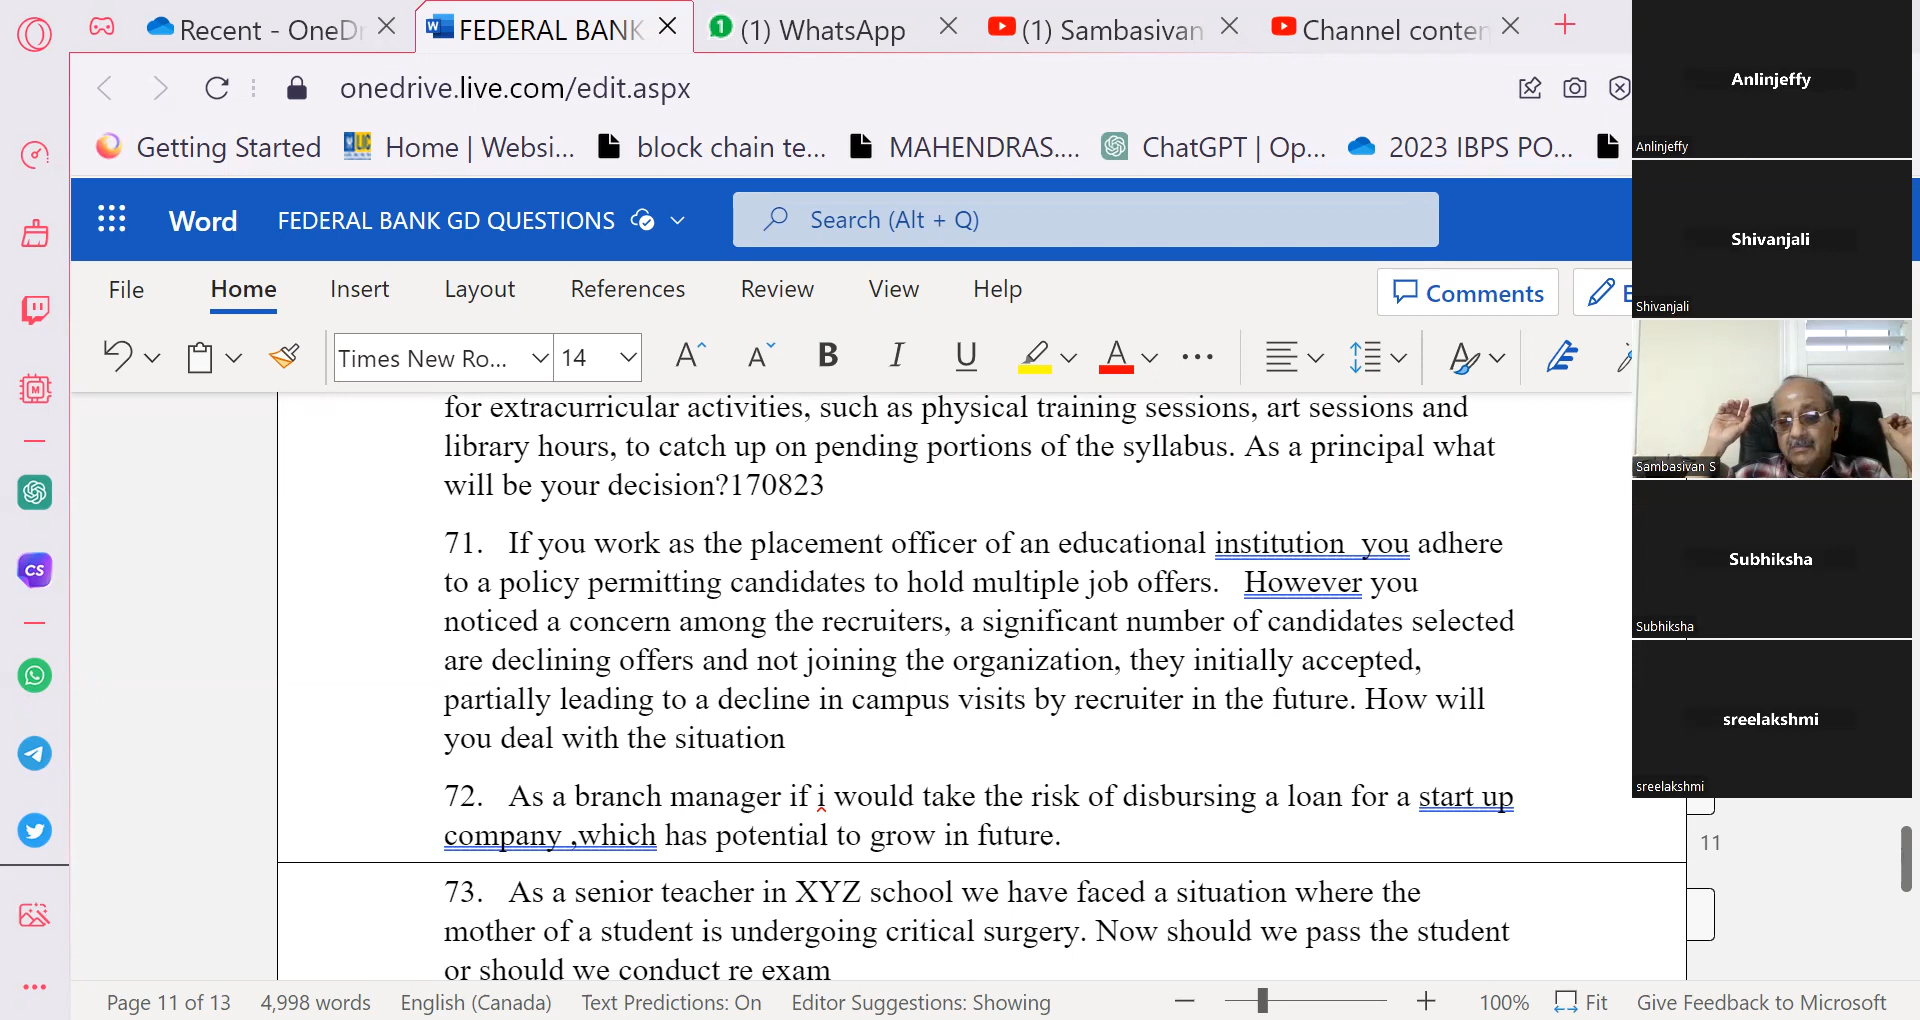 Recent - OneDr
FEDERAL BANK
1 (1) WhatsApp
(1) Sambasivan
Channel conter
onedrive.live.com/edit.aspx
Getting Started
Home | Websi...
block chain te...
MAHENDRAS....
ChatGPT | Op...
2023 IBPS PO...
Word
FEDERAL BANK GD QUESTIONS
Search (Alt + Q)
File
Home
Insert
Layout
References
Review
View
Help
Comments
E
Times New Ro...
14
A
A
B
I
U
A
for extracurricular activities, such as physical training sessions, art sessions and
library hours, to catch up on pending portions of the syllabus. As a principal what
will be your decision?170823
71. If you work as the placement officer of an educational institution you adhere
to a policy permitting candidates to hold multiple job offers. However you
noticed a concern among the recruiters, a significant number of candidates selected
are declining offers and not joining the organization, they initially accepted,
partially leading to a decline in campus visits by recruiter in the future. How will
you deal with the situation
72. As a branch manager if i would take the risk of disbursing a loan for a start up
company ,which has potential to grow in future.
73. As a senior teacher in XYZ school we have faced a situation where the
mother of a student is undergoing critical surgery. Now should we pass the student
or should we conduct re exam
11
Page 11 of 13
4,998 words
English (Canada)
Text Predictions: On
Editor Suggestions: Showing
100%
Fit
Give Feedback to Microsoft
M
CS
Anlinjeffy
Anlinjeffy
Shivanjali
Shivanjali
Sambasivan S
Subhiksha
Subhiksha
sreelakshmi
sreelakshmi